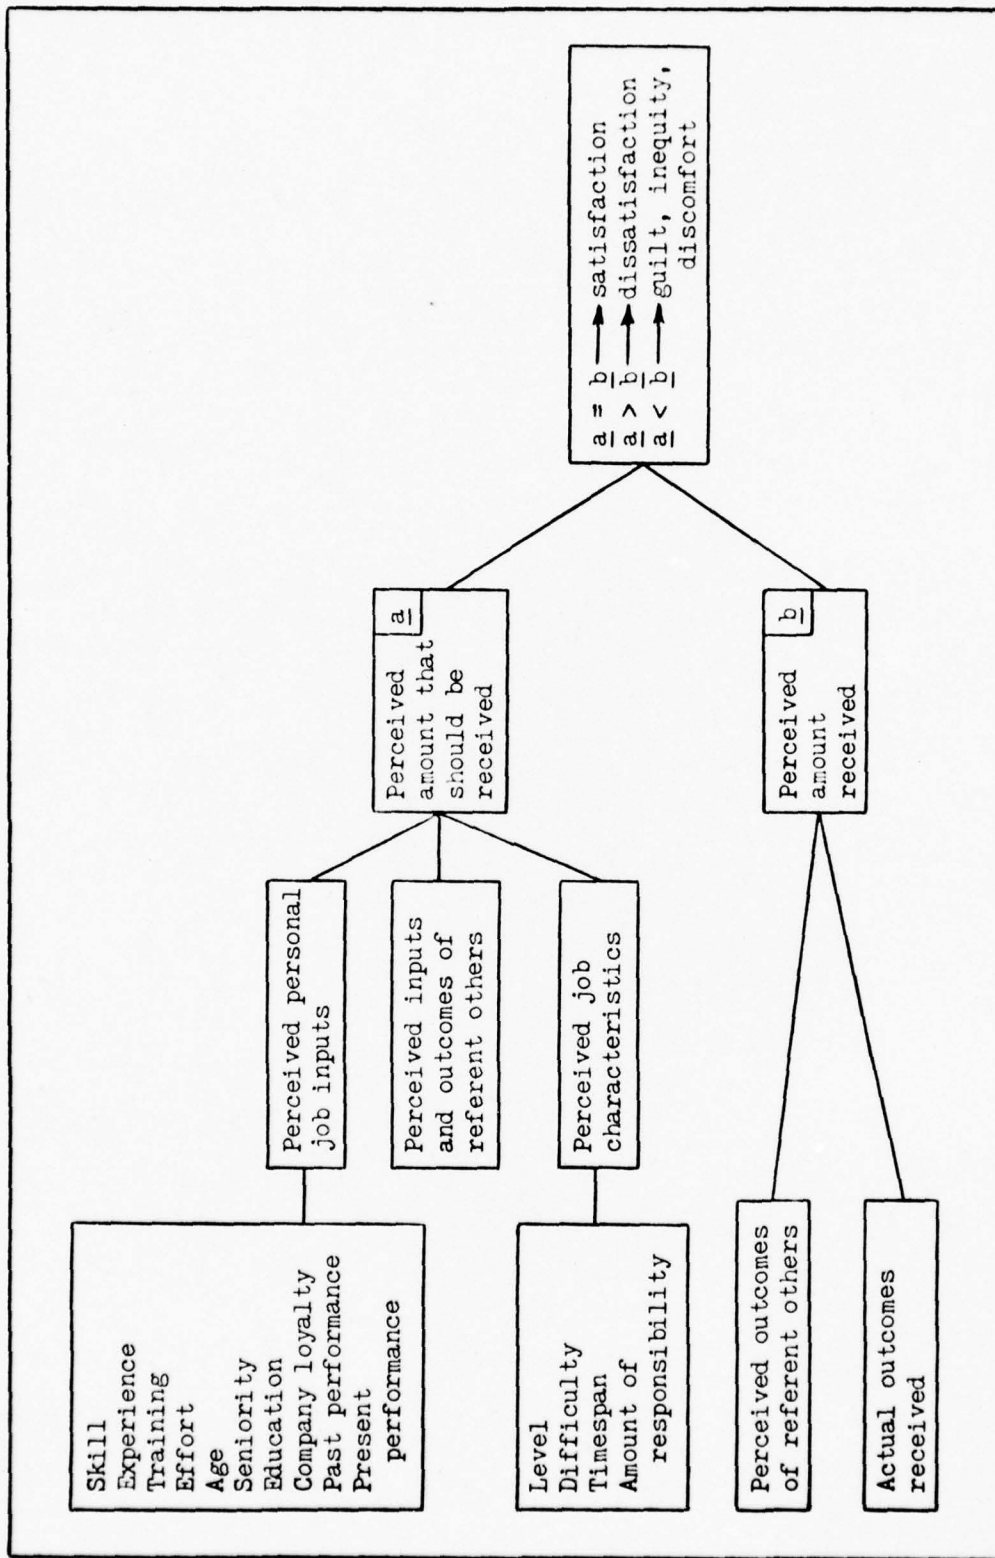 Skill
Experience
Training
Effort
Age
Seniority
Education
Company loyalty
Past performance
Present
performance
Level
Difficulty
Timespan
Amount of
responsibility
Perceived outcomes
of referent others
Actual outcomes
received
Perceived personal
job inputs
Perceived inputs
and outcomes of
referent others
Perceived job
characteristics
Perceived
amount that
should be
received
a
Perceived
amount
received
b
a = b → satisfaction
a > b → dissatisfaction
a < b → guilt, inequity,
discomfort